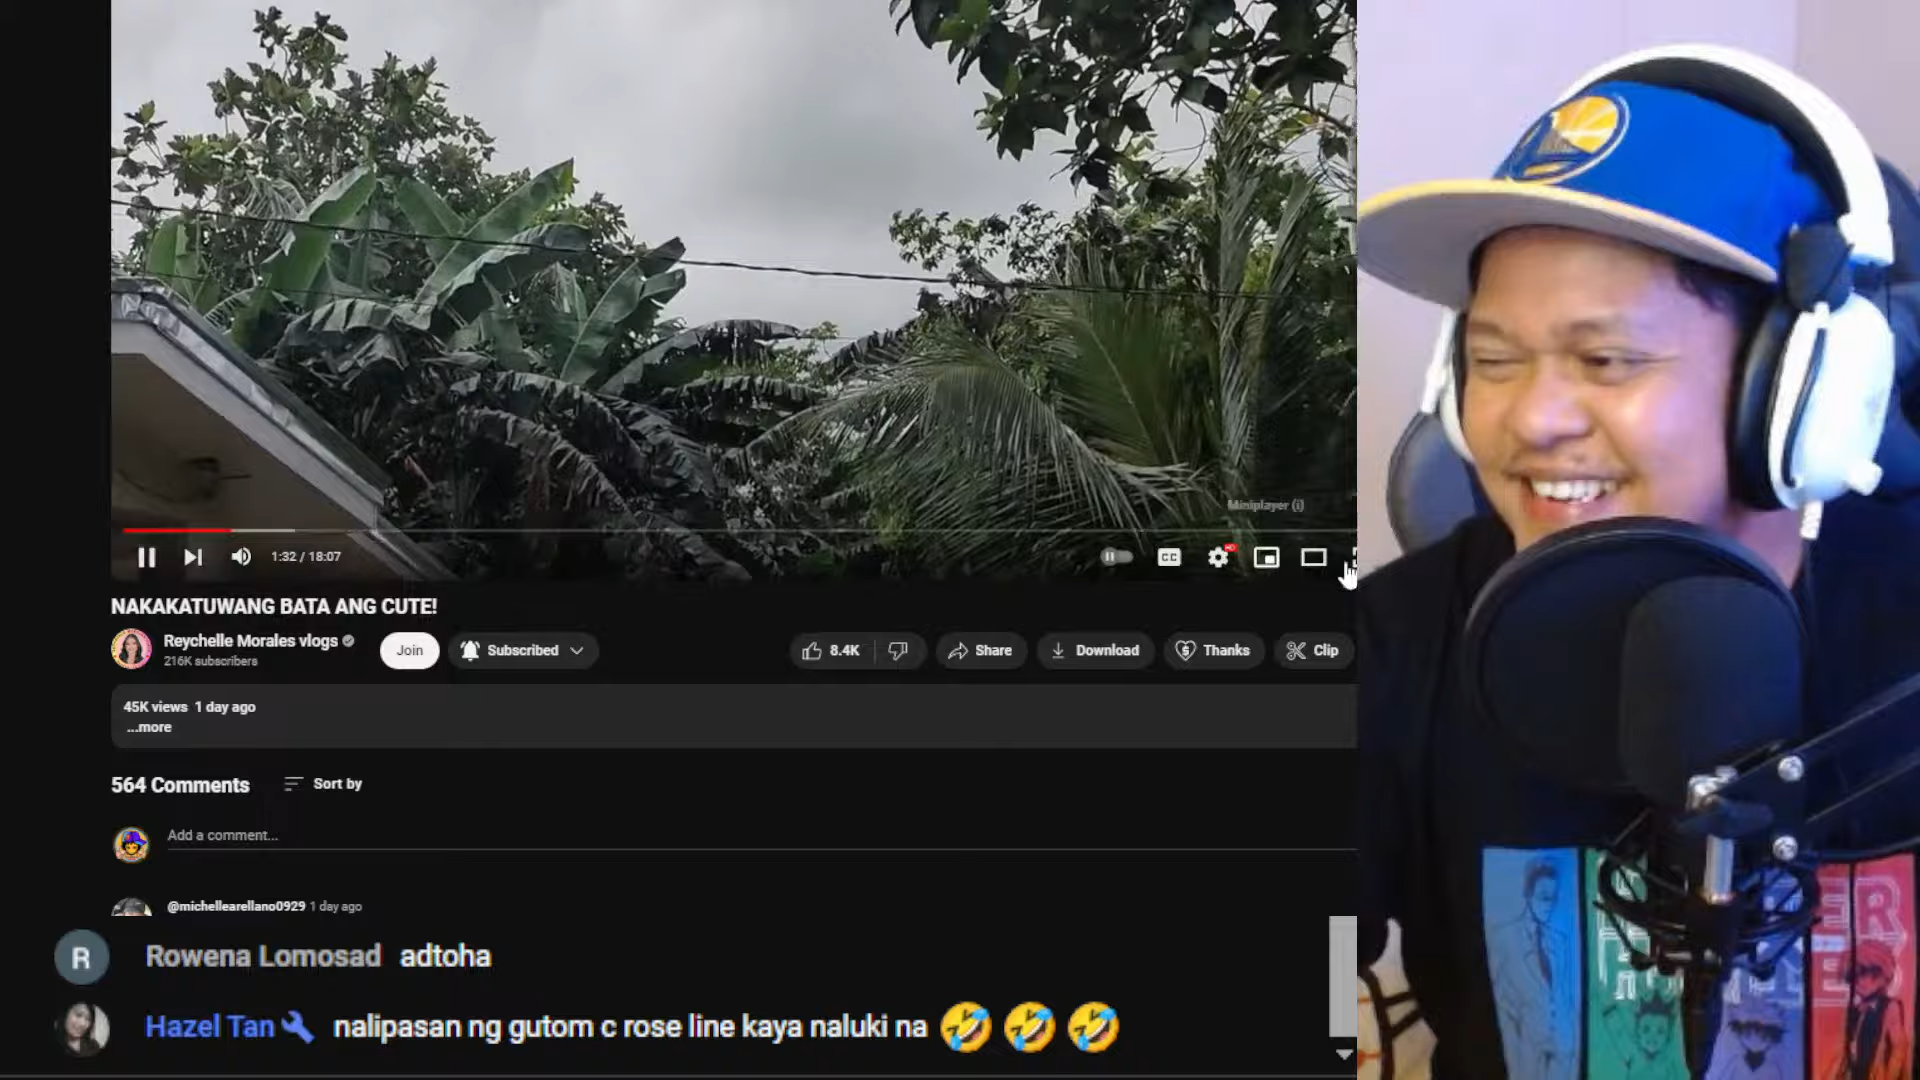 Miniplayer (i)
1:32 / 18:07
CC
HD
NAKAKATUWANG BATA ANG CUTE!
Reychelle Morales vlogs
216K subscribers
Join
Subscribed
8.4K
Share
Download
Thanks
Clip
45K views 1 day ago
...more
564 Comments
Sort by
Add a comment...
@michellearellano0929 1 day ago
R
Rowena Lomosad adtoha
Hazel Tan nalipasan ng gutom c rose line kaya naluki na 🤣🤣🤣